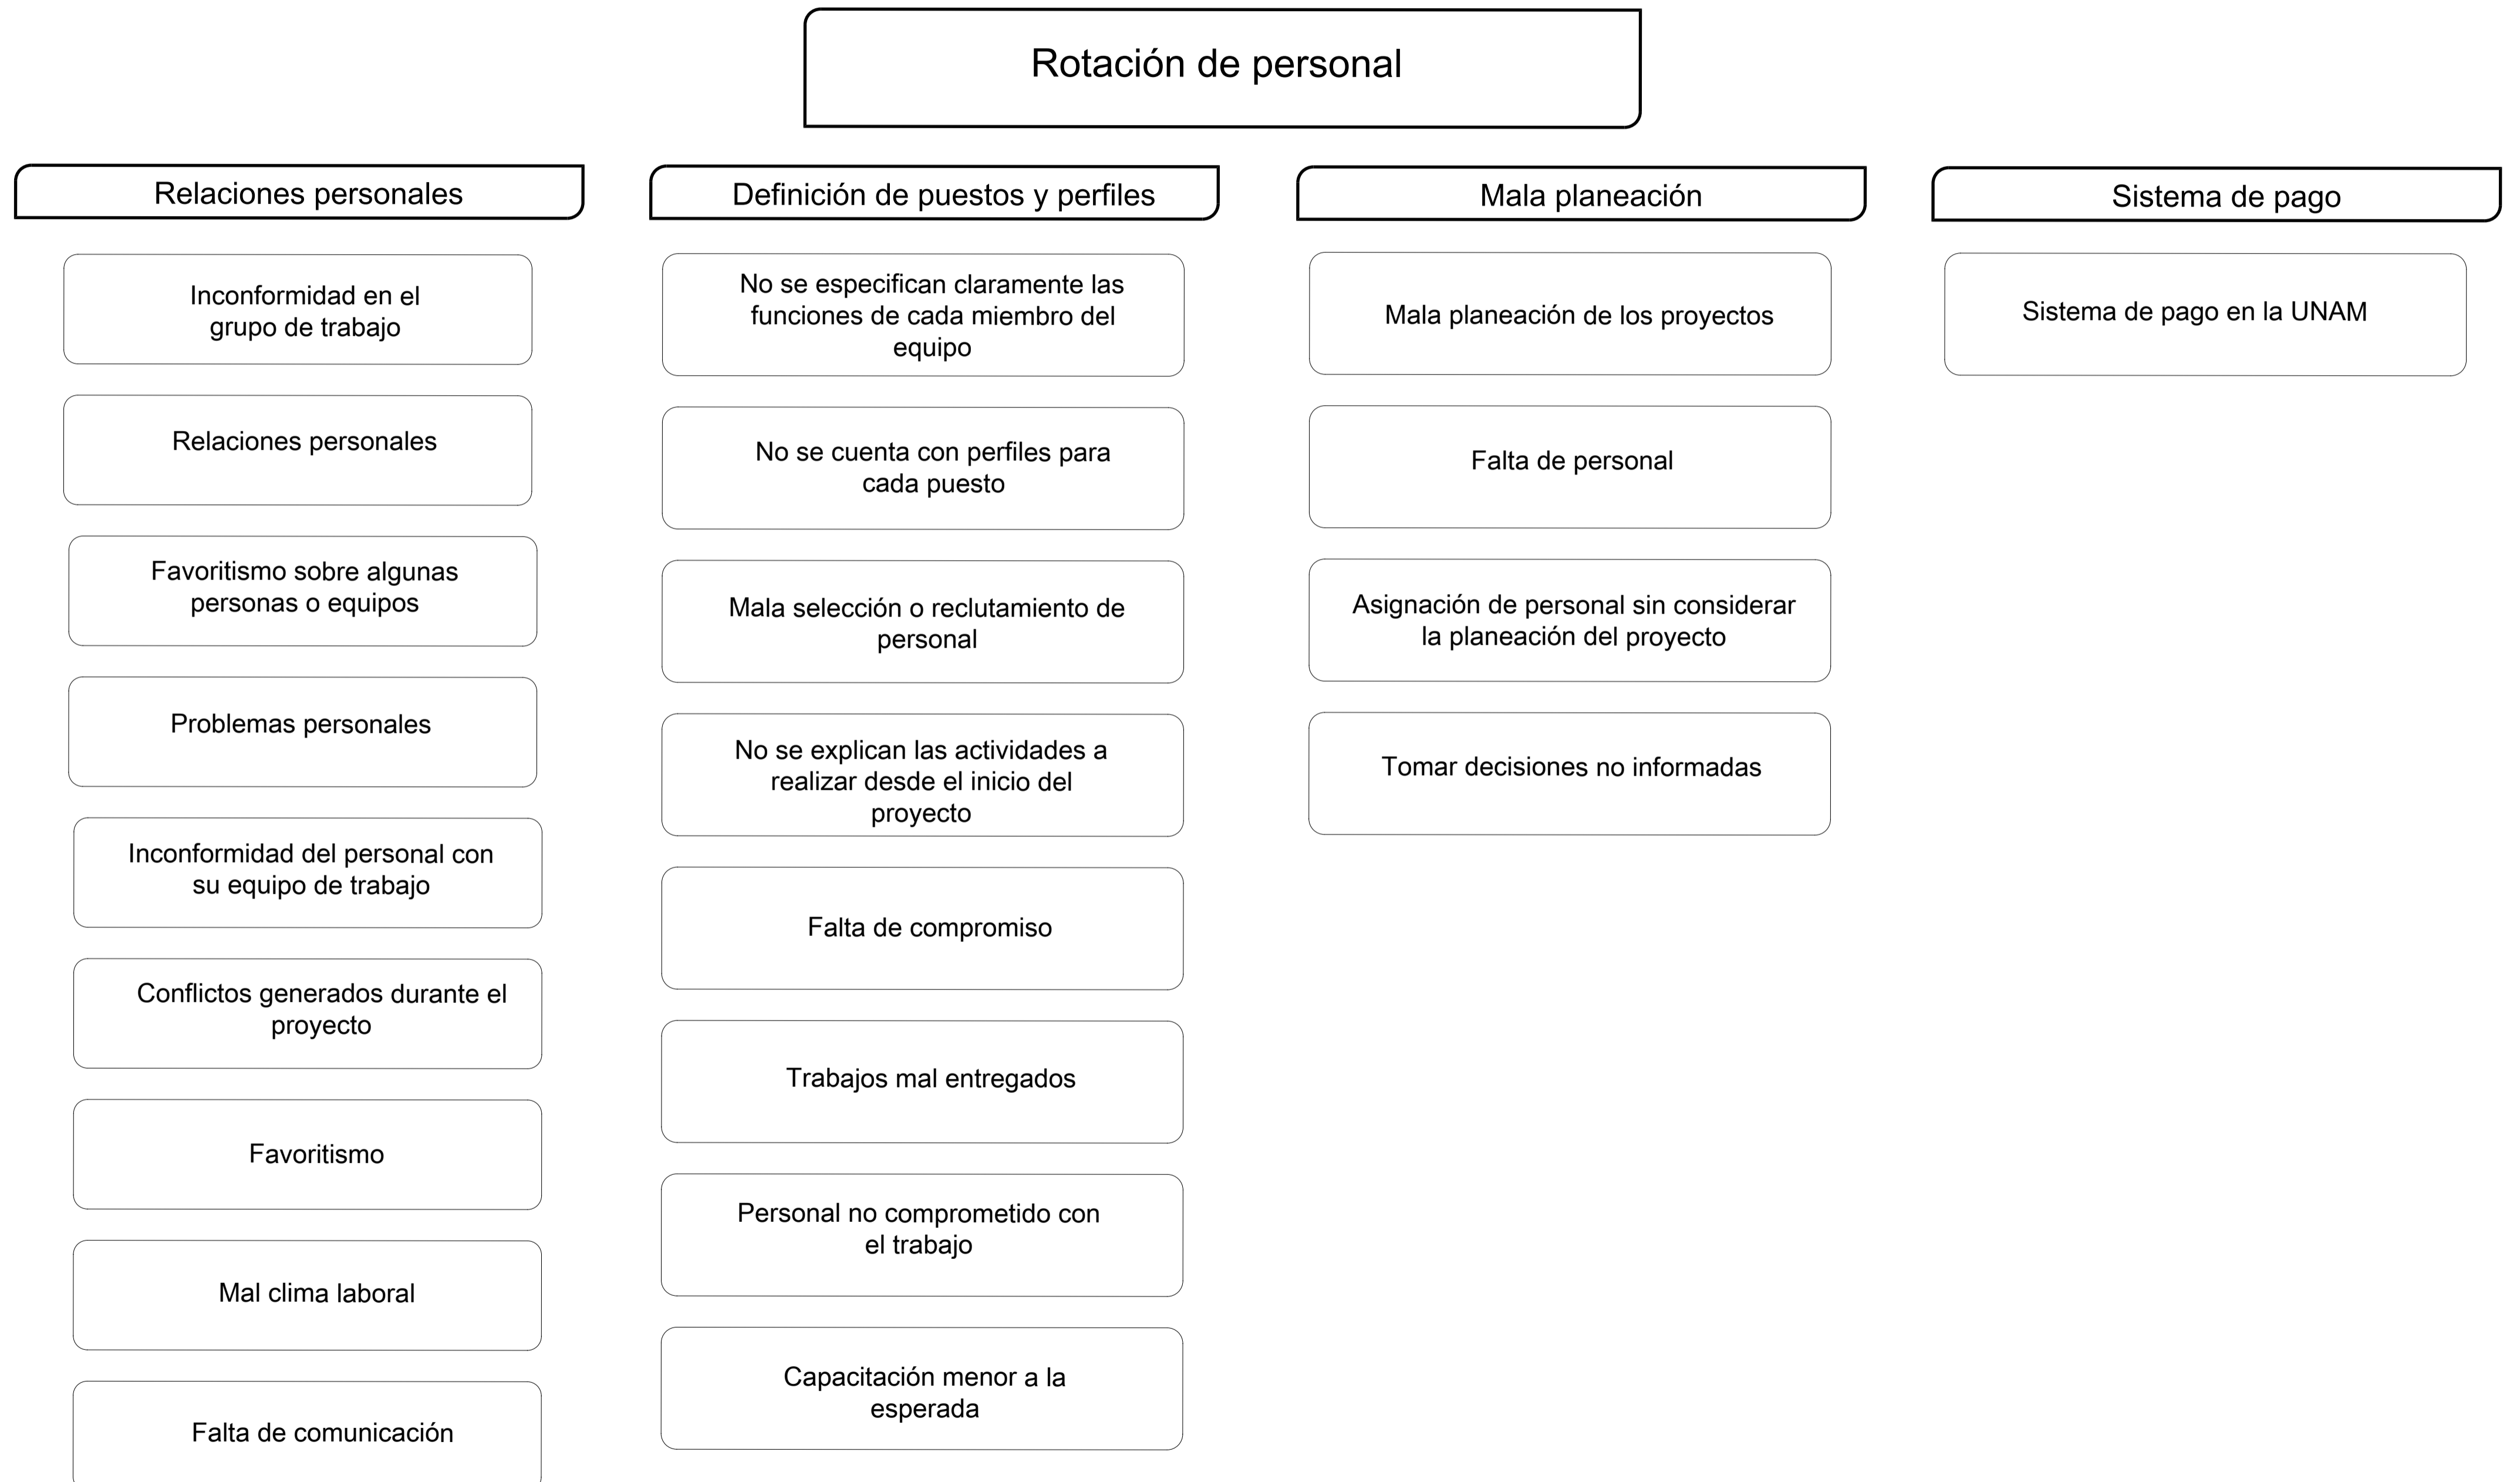 Rotación de personal
Relaciones personales
Inconformidad en el
grupo de trabajo
Relaciones personales
Favoritismo sobre algunas
personas o equipos
Problemas personales
Inconformidad del personal con
su equipo de trabajo
Conflictos generados durante el
proyecto
Favoritismo
Mal clima laboral
Falta de comunicación
Definición de puestos y perfiles
No se especifican claramente las
funciones de cada miembro del
equipo
No se cuenta con perfiles para
cada puesto
Mala selección o reclutamiento de
personal
No se explican las actividades a
realizar desde el inicio del
proyecto
Falta de compromiso
Trabajos mal entregados
Personal no comprometido con
el trabajo
Capacitación menor a la
esperada
Mala planeación
Mala planeación de los proyectos
Falta de personal
Asignación de personal sin considerar
la planeación del proyecto
Tomar decisiones no informadas
Sistema de pago
Sistema de pago en la UNAM